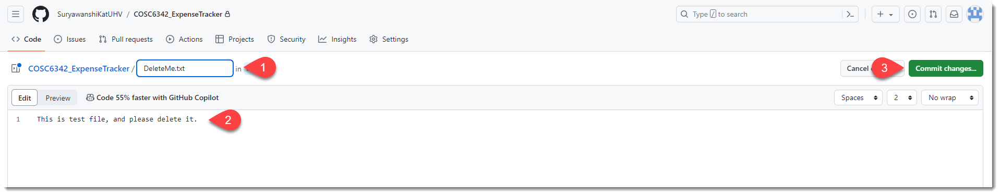 SuryawanshiKatUHV / COSC6342_ExpenseTracker
Type / to search
Code Issues Pull requests Actions Projects Security Insights Settings
COSC6342_ExpenseTracker / DeleteMe.txt in 1
Cancel 3 Commit changes...
Edit Preview Code 55% faster with GitHub Copilot
Spaces 2 No wrap
1 This is test file, and please delete it. 2